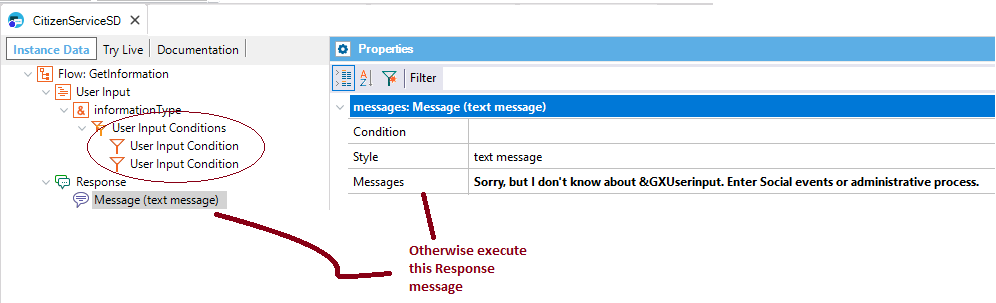 CitizenServiceSD
Instance Data Try Live Documentation
Flow: GetInformation
User Input
& informationType
User Input Conditions
User Input Condition
User Input Condition
Response
Message (text message)
Properties
Filter
messages: Message (text message)
Condition
Style text message
Messages Sorry, but I don't know about &GXUserinput. Enter Social events or administrative process.
Otherwise execute
this Response
message